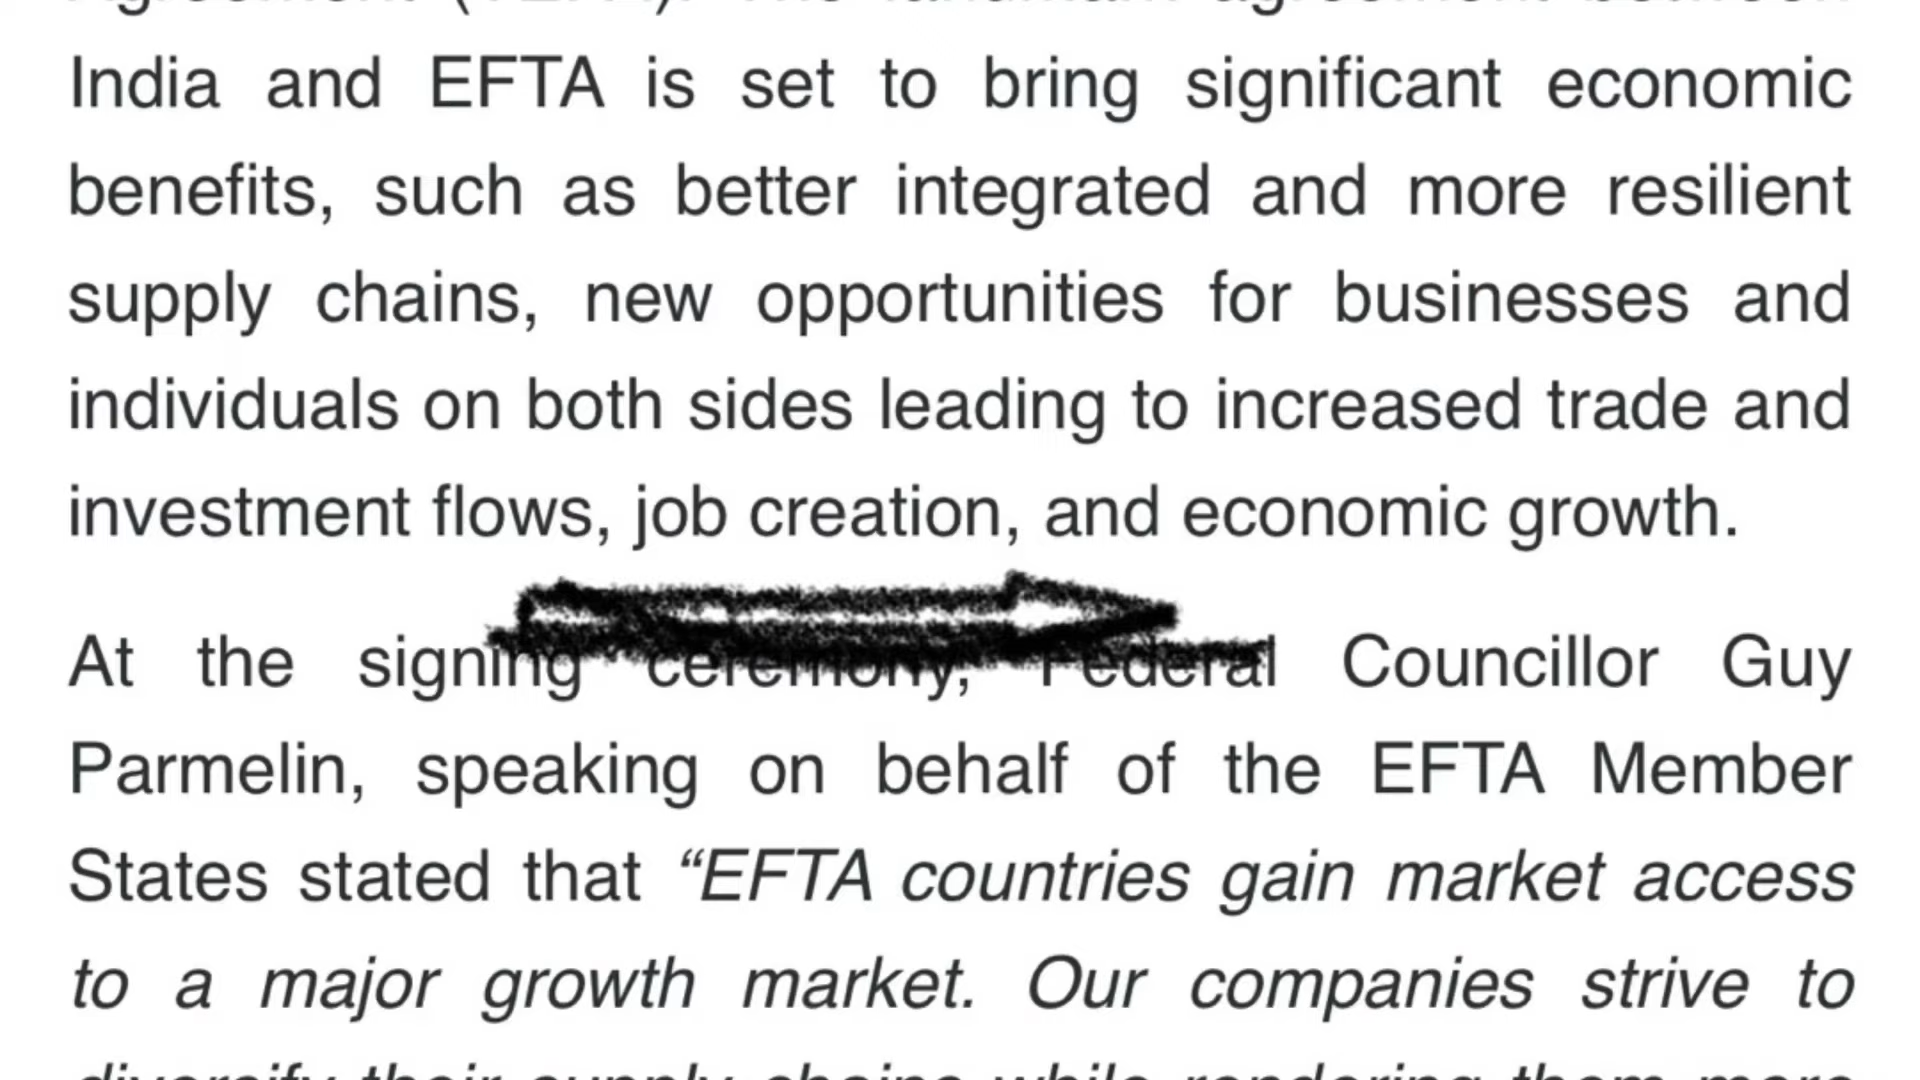 India and EFTA is set to bring significant economic
benefits, such as better integrated and more resilient
supply chains, new opportunities for businesses and
individuals on both sides leading to increased trade and
investment flows, job creation, and economic growth.
At the signing ceremony, Federal Councillor Guy
Parmelin, speaking on behalf of the EFTA Member
States stated that “EFTA countries gain market access
to a major growth market. Our companies strive to